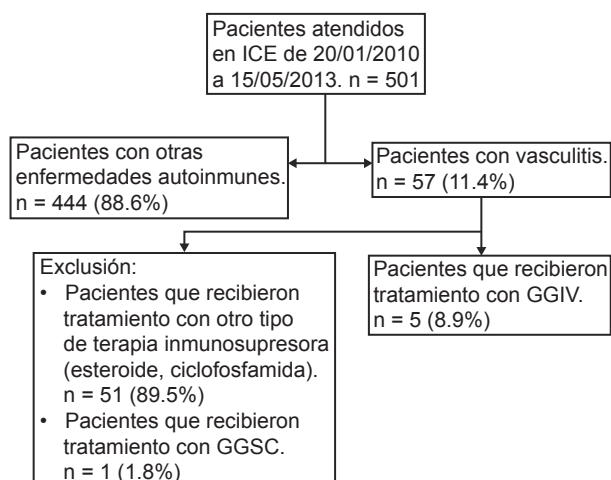 Pacientes atendidos
en ICE de 20/01/2010
a 15/05/2013. n = 501
Pacientes con otras
enfermedades autoinmunes.
n = 444 (88.6%)
Pacientes con vasculitis.
n = 57 (11.4%)
Exclusión:
• Pacientes que recibieron
tratamiento con otro tipo
de terapia inmunosupresora
(esteroide, ciclofosfamida).
n = 51 (89.5%)
• Pacientes que recibieron
tratamiento con GGSC.
n = 1 (1.8%)
Pacientes que recibieron
tratamiento con GGIV.
n = 5 (8.9%)